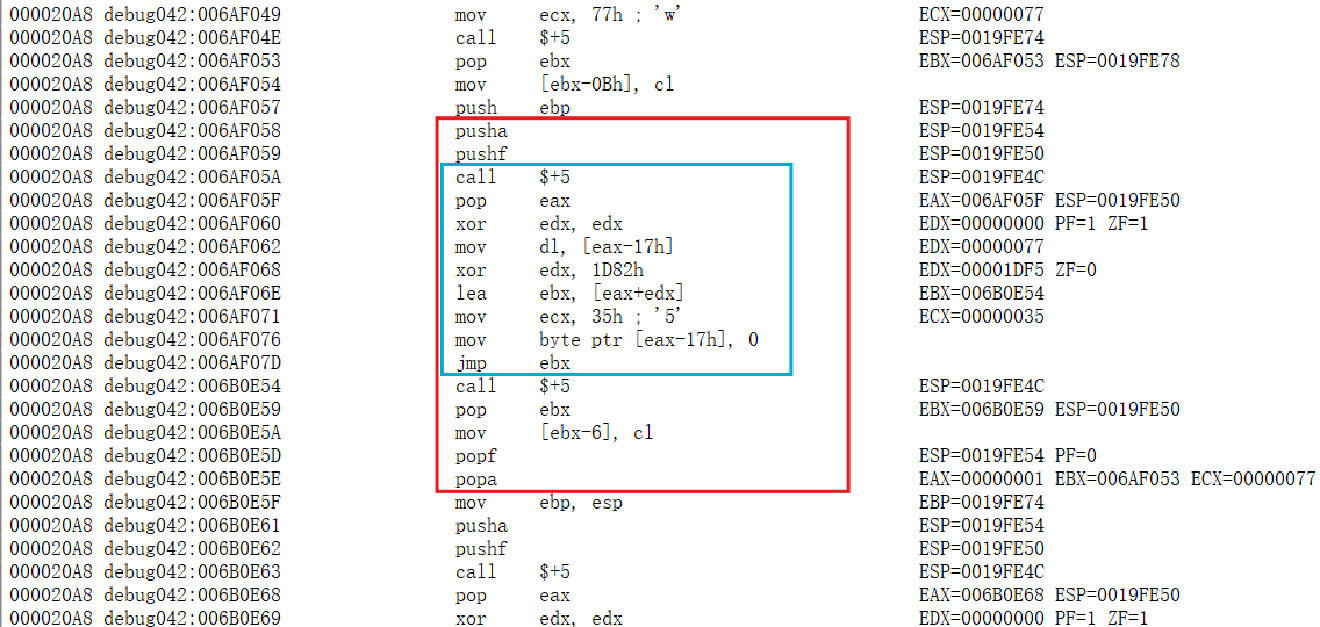 000020A8 debug042:006AF049 mov ecx, 77h ; 'w' ECX=00000077
000020A8 debug042:006AF04E call $+5 ESP=0019FE74
000020A8 debug042:006AF053 pop ebx EBX=006AF053 ESP=0019FE78
000020A8 debug042:006AF054 mov [ebx-0Bh], cl
000020A8 debug042:006AF057 push ebp ESP=0019FE74
000020A8 debug042:006AF058 pusha ESP=0019FE54
000020A8 debug042:006AF059 pushf ESP=0019FE50
000020A8 debug042:006AF05A call $+5 ESP=0019FE4C
000020A8 debug042:006AF05F pop eax EAX=006AF05F ESP=0019FE50
000020A8 debug042:006AF060 xor edx, edx EDX=00000000 PF=1 ZF=1
000020A8 debug042:006AF062 mov dl, [eax-17h] EDX=00000077
000020A8 debug042:006AF068 xor edx, 1D82h EDX=00001DF5 ZF=0
000020A8 debug042:006AF06E lea ebx, [eax+edx] EBX=006B0E54
000020A8 debug042:006AF071 mov ecx, 35h ; '5' ECX=00000035
000020A8 debug042:006AF076 mov byte ptr [eax-17h], 0
000020A8 debug042:006AF07D jmp ebx
000020A8 debug042:006B0E54 call $+5 ESP=0019FE4C
000020A8 debug042:006B0E59 pop ebx EBX=006B0E59 ESP=0019FE50
000020A8 debug042:006B0E5A mov [ebx-6], cl
000020A8 debug042:006B0E5D popf ESP=0019FE54 PF=0
000020A8 debug042:006B0E5E popa EAX=00000001 EBX=006AF053 ECX=00000077
000020A8 debug042:006B0E5F mov ebp, esp EBP=0019FE74
000020A8 debug042:006B0E61 pusha ESP=0019FE54
000020A8 debug042:006B0E62 pushf ESP=0019FE50
000020A8 debug042:006B0E63 call $+5 ESP=0019FE4C
000020A8 debug042:006B0E68 pop eax EAX=006B0E68 ESP=0019FE50
000020A8 debug042:006B0E69 xor edx, edx EDX=00000000 PF=1 ZF=1